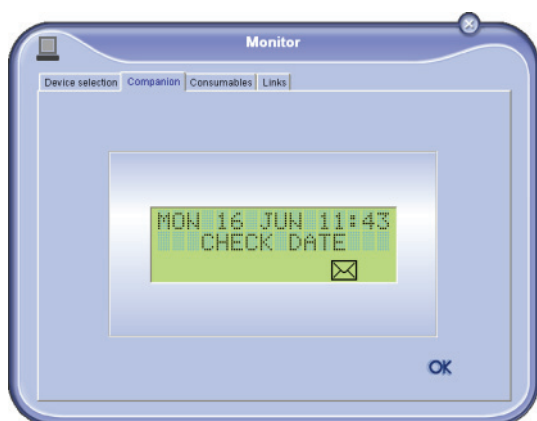 Monitor
Device selection Companion Consumables Links
MON 16 JUN 11:43
CHECK DATE
OK